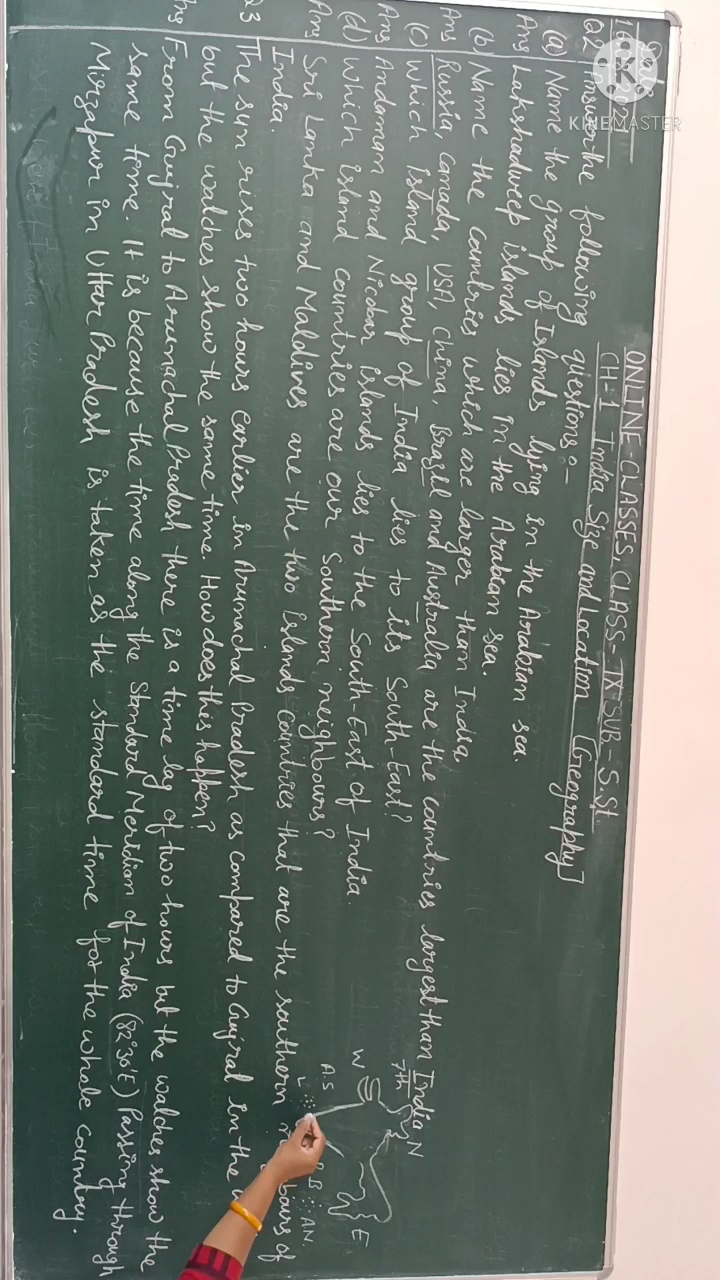 ONLINE CLASSES CLASS-IX SUB-S.St
CH-1 India Size and Location [Geography]
Q2 the following questions:-
(a) Name the group of Islands lying in the Arabian sea.
Ans Lakshadweep islands lies in the Arabian sea.
(b) Name the countries which are larger than India.
Ans Russia, Canada, USA, China, Brazil and Australia are the countries largest than India
7th
(c) Which island group of India lies to its South-East?
Ans Andaman and Nicobar islands lies to the South-East of India.
(d) Which island countries are our Southern neighbours?
Ans Sri Lanka and Maldives are the two islands countries that are the southern of
India.
Q3 The sun rises two hours earlier in Arunachal Pradesh as compared to Gujrat in the
but the watches show the same time. How does this happen?
Ans From Gujrat to Arunachal Pradesh there is a time lag of two hours but the watches show the
same time. It is because the time along the Standard Meridian of India (82°30'E) Passing through
Mirzapur in Uttar Pradesh is taken as the standard time for the whole country.
N
W
E
A.S
L
B
AN.
K
KINEMASTER